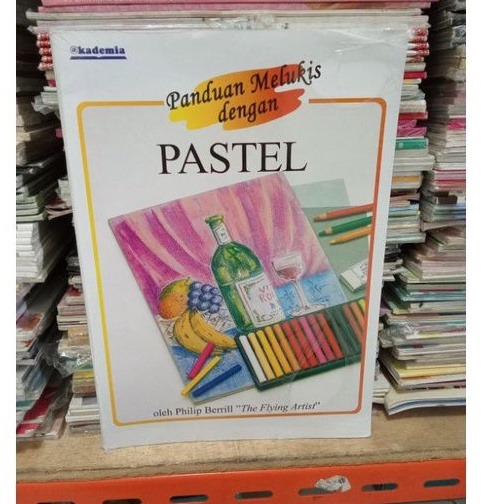 @kademia
Panduan Melukis
dengan
PASTEL
oleh Philip Berrill "The Flying Artist"